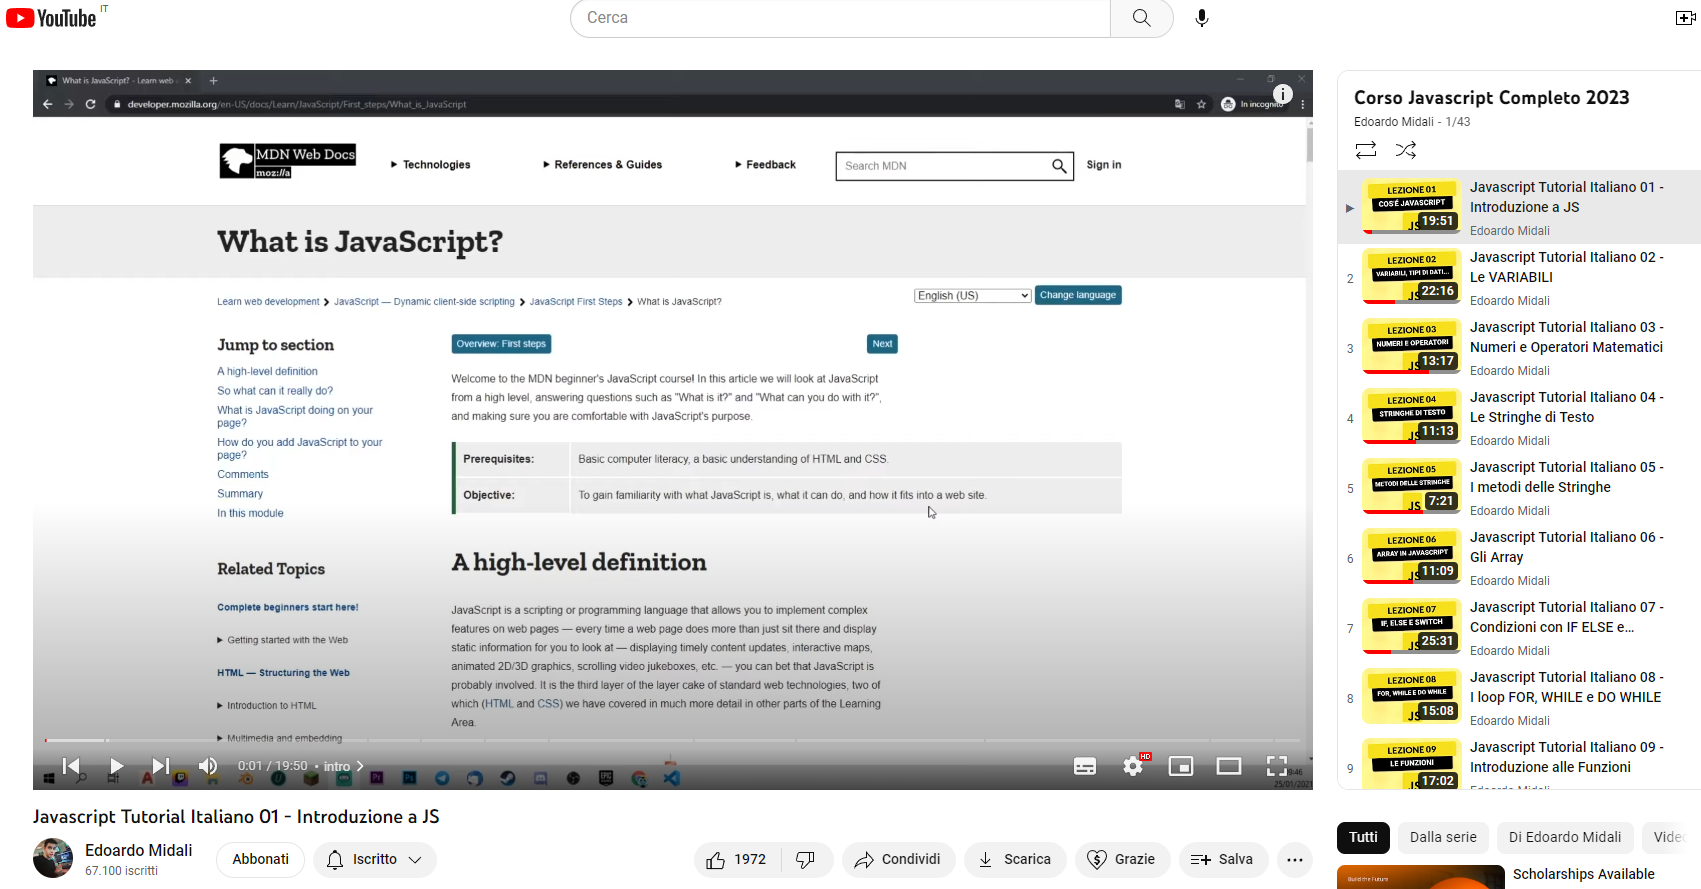 YouTube IT
Cerca
What is JavaScript? - Learn web
developer.mozilla.org/en-US/docs/Learn/JavaScript/First_steps/What_is_JavaScript
In incognito
MDN Web Docs
moz://a
Technologies
References & Guides
Feedback
Search MDN
Sign in
What is JavaScript?
Learn web development
JavaScript — Dynamic client-side scripting
JavaScript First Steps
What is JavaScript?
English (US)
Change language
Jump to section
A high-level definition
So what can it really do?
What is JavaScript doing on your
page?
How do you add JavaScript to your
page?
Comments
Summary
In this module
Related Topics
Complete beginners start here!
Getting started with the Web
HTML — Structuring the Web
Introduction to HTML
Multimedia and embedding
Overview: First steps
Next
Welcome to the MDN beginner's JavaScript course! In this article we will look at JavaScript
from a high level, answering questions such as "What is it?" and "What can you do with it?",
and making sure you are comfortable with JavaScript's purpose.
Prerequisites:
Basic computer literacy, a basic understanding of HTML and CSS.
Objective:
To gain familiarity with what JavaScript is, what it can do, and how it fits into a web site.
A high-level definition
JavaScript is a scripting or programming language that allows you to implement complex
features on web pages — every time a web page does more than just sit there and display
static information for you to look at — displaying timely content updates, interactive maps,
animated 2D/3D graphics, scrolling video jukeboxes, etc. — you can bet that JavaScript is
probably involved. It is the third layer of the layer cake of standard web technologies, two of
which (HTML and CSS) we have covered in much more detail in other parts of the Learning
Area.
0:01 / 19:50 • intro
HD
25/01/2021
Javascript Tutorial Italiano 01 - Introduzione a JS
Edoardo Midali
67.100 iscritti
Abbonati
Iscritto
1972
Condividi
Scarica
Grazie
Salva
Corso Javascript Completo 2023
Edoardo Midali - 1/43
LEZIONE 01
COS'É JAVASCRIPT
JS
19:51
Javascript Tutorial Italiano 01 -
Introduzione a JS
Edoardo Midali
2
LEZIONE 02
VARIABILI, TIPI DI DATI...
JS
22:16
Javascript Tutorial Italiano 02 -
Le VARIABILI
Edoardo Midali
3
LEZIONE 03
NUMERI E OPERATORI
JS
13:17
Javascript Tutorial Italiano 03 -
Numeri e Operatori Matematici
Edoardo Midali
4
LEZIONE 04
STRINGHE DI TESTO
JS
11:13
Javascript Tutorial Italiano 04 -
Le Stringhe di Testo
Edoardo Midali
5
LEZIONE 05
METODI DELLE STRINGHE
JS
7:21
Javascript Tutorial Italiano 05 -
I metodi delle Stringhe
Edoardo Midali
6
LEZIONE 06
ARRAY IN JAVASCRIPT
JS
11:09
Javascript Tutorial Italiano 06 -
Gli Array
Edoardo Midali
7
LEZIONE 07
IF, ELSE E SWITCH
JS
25:31
Javascript Tutorial Italiano 07 -
Condizioni con IF ELSE e...
Edoardo Midali
8
LEZIONE 08
FOR, WHILE E DO WHILE
JS
15:08
Javascript Tutorial Italiano 08 -
I loop FOR, WHILE e DO WHILE
Edoardo Midali
9
LEZIONE 09
LE FUNZIONI
JS
17:02
Javascript Tutorial Italiano 09 -
Introduzione alle Funzioni
Edoardo Midali
Tutti
Dalla serie
Di Edoardo Midali
Build the Future
Scholarships Available